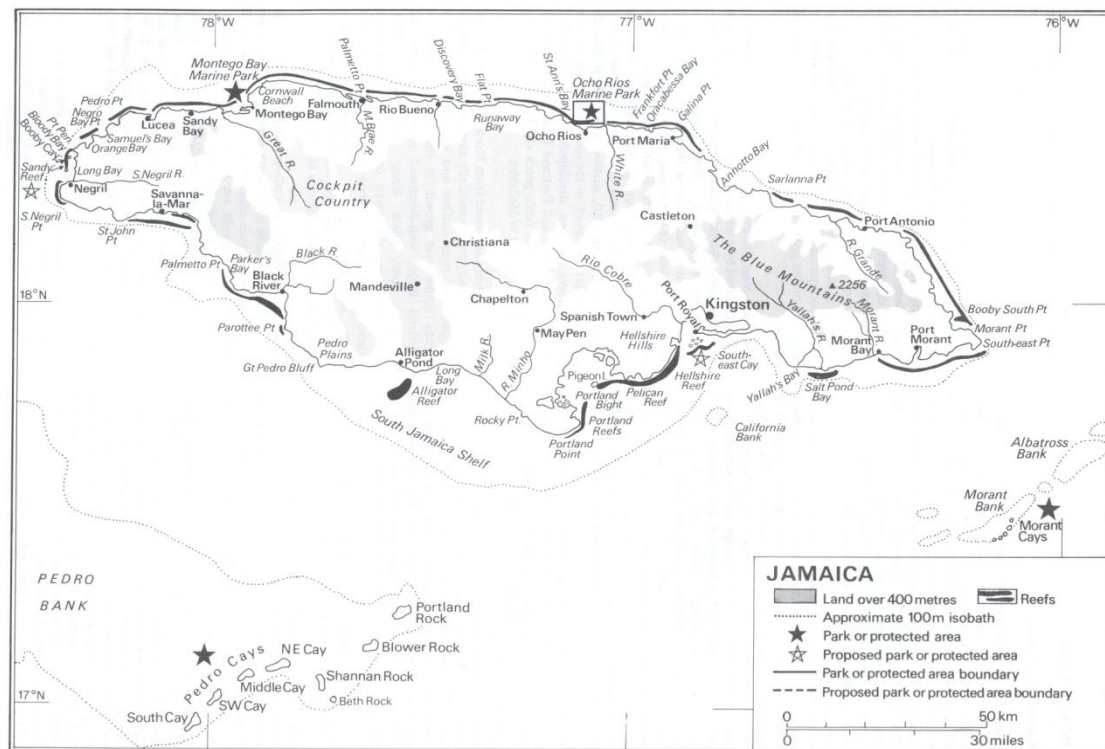 78°W
77°W
76°W
Montego Bay
Marine Park
Cornwall
Beach
Montego Bay
Palmetto Pt.
Falmouth
M. Brae R.
Discovery Bay
Rio Bueno
Flat Pt.
Runaway
Bay
St Ann's Bay
Ocho Rios
Marine Park
Ocho Rios
Frankfort Pt
Oracabessa Bay
Galina Pt
Port Maria
White R.
Annotto Bay
Sarlanna Pt
Port Antonio
Pedro Pt
Negro
Bay Pt
Pt Pen
Bloody Bay
Booby Cay
Lucea
Sandy
Bay
Samuel's Bay
Orange Bay
Sandy
Reef
Long Bay
S. Negril R.
Negril
Savanna-
la-Mar
S. Negril
Pt
St John
Pt
Great R.
Cockpit
Country
Castleton
The Blue Mountains
R. Grande
2256
Christiana
Palmetto Pt
Parker's
Bay
Black
River
Black R.
Mandeville
Chapelton
Rio Cobre
Spanish Town
Port Royal
Kingston
Yallah's R.
Morant R.
Morant
Bay
Port
Morant
Booby South Pt
Morant Pt
South-east Pt
18°N
Parottee Pt
Pedro
Plains
Gt Pedro Bluff
Alligator
Pond
Alligator
Reef
Long
Bay
Milk R.
R. Minho
May Pen
Rocky Pt.
Hellshire
Hills
Pigeon I.
Portland
Bight
Pelican Reef
Portland
Reefs
Portland
Point
South-
east Cay
Hellshire
Reef
Yallah's Bay
Salt Pond
Bay
California
Bank
South Jamaica Shelf
Albatross
Bank
Morant
Bank
Morant
Cays
PEDRO
BANK
Portland
Rock
Blower Rock
Pedro Cays
NE Cay
Middle Cay
Shannan Rock
SW Cay
Beth Rock
South Cay
17°N
JAMAICA
Land over 400 metres
Reefs
Approximate 100m isobath
Park or protected area
Proposed park or protected area
Park or protected area boundary
Proposed park or protected area boundary
0 50 km
0 30 miles